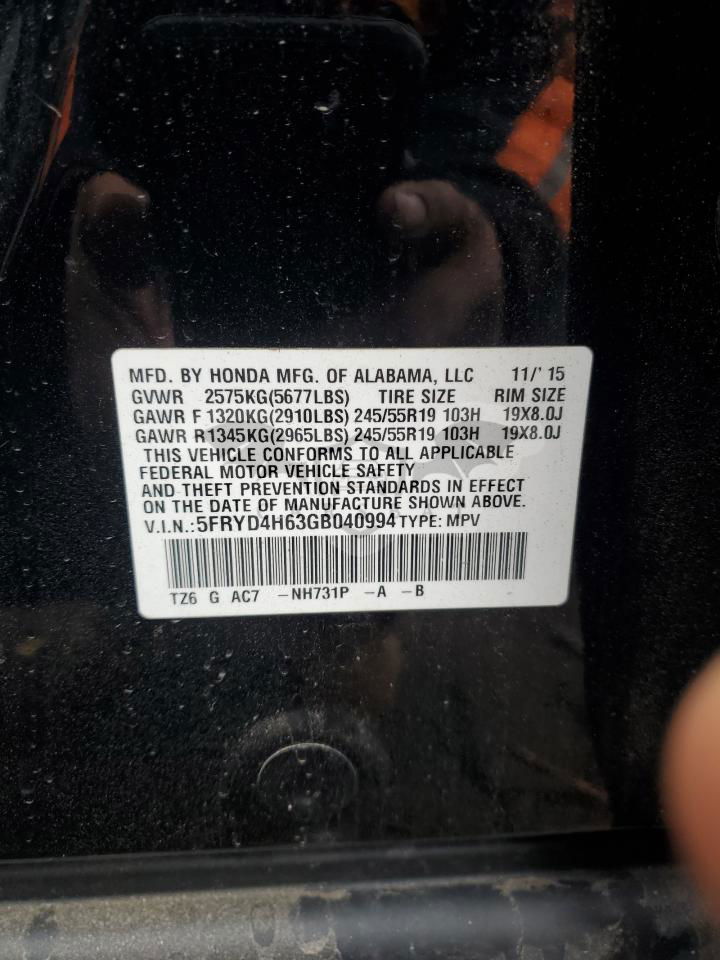 MFD. BY HONDA MFG. OF ALABAMA, LLC 11/' 15
GVWR 2575KG(5677LBS) TIRE SIZE RIM SIZE
GAWR F 1320KG(2910LBS) 245/55R19 103H 19X8.0J
GAWR R1345KG(2965LBS) 245/55R19 103H 19X8.0J
THIS VEHICLE CONFORMS TO ALL APPLICABLE
FEDERAL MOTOR VEHICLE SAFETY
AND THEFT PREVENTION STANDARDS IN EFFECT
ON THE DATE OF MANUFACTURE SHOWN ABOVE.
V.I.N.:5FRYD4H63GB040994 TYPE: MPV
TZ6 G AC7 -NH731P -A -B